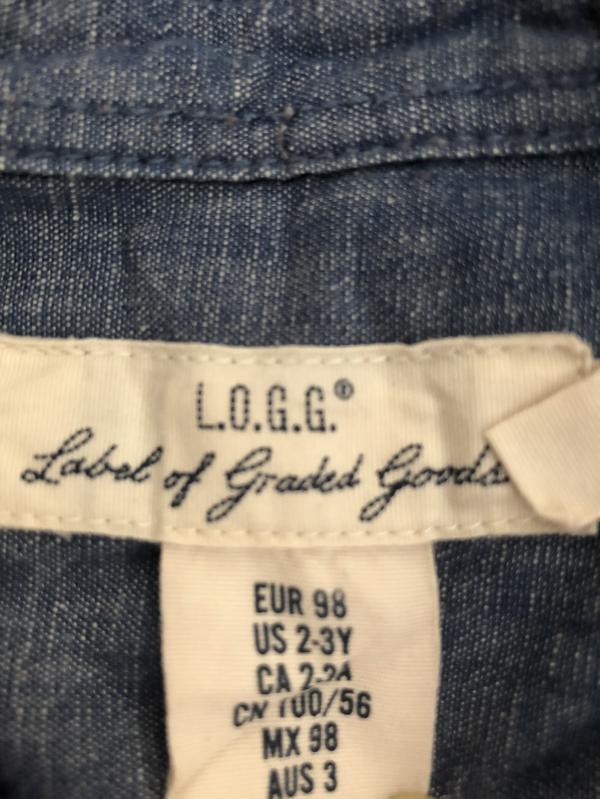 L.O.G.G.®
Label of Graded Goods
EUR 98
US 2-3Y
CA 2-3A
CN 100/56
MX 98
AUS 3